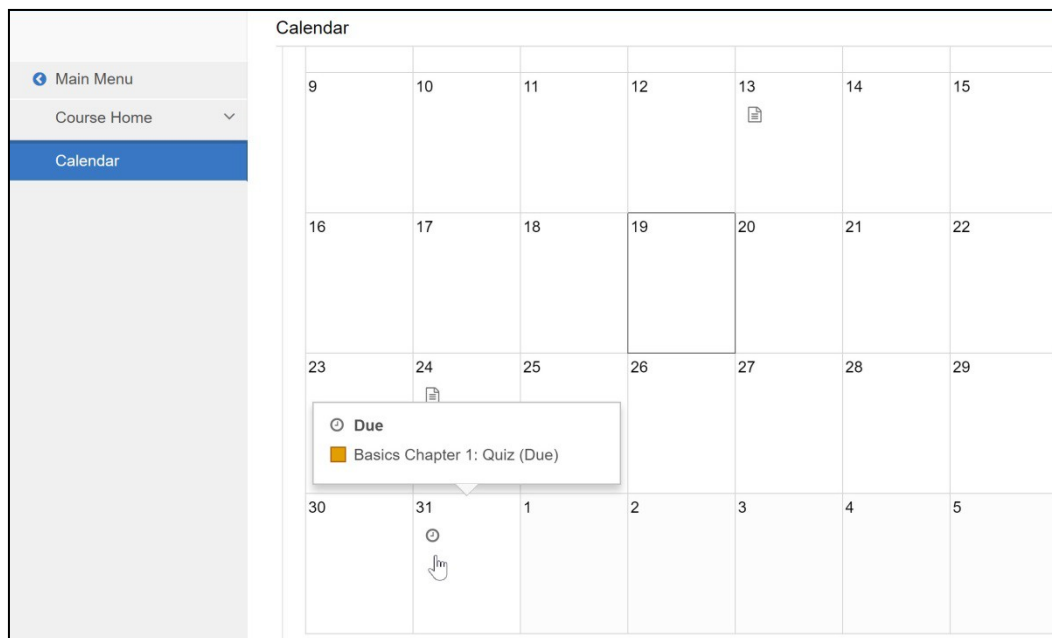 Calendar
Main Menu
Course Home
Calendar
9 10 11 12 13 14 15
16 17 18 19 20 21 22
23 24 25 26 27 28 29
Due
Basics Chapter 1: Quiz (Due)
30 31 1 2 3 4 5